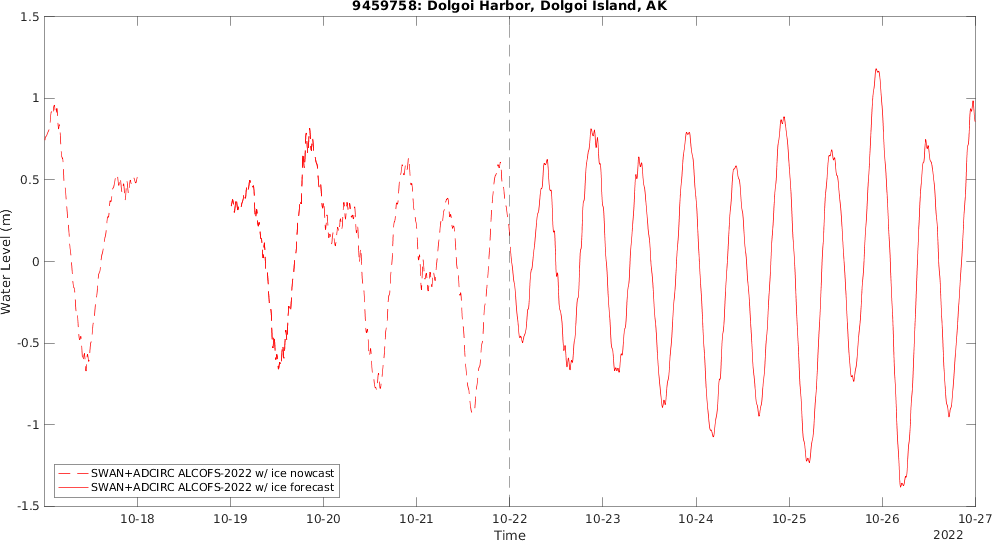 9459758: Dolgoi Harbor, Dolgoi Island, AK
1.5
1
0.5
0
-0.5
-1
-1.5
Water Level (m)
SWAN+ADCIRC ALCOFS-2022 w/ ice nowcast
SWAN+ADCIRC ALCOFS-2022 w/ ice forecast
10-18 10-19 10-20 10-21 10-22 10-23 10-24 10-25 10-26 10-27
Time
2022